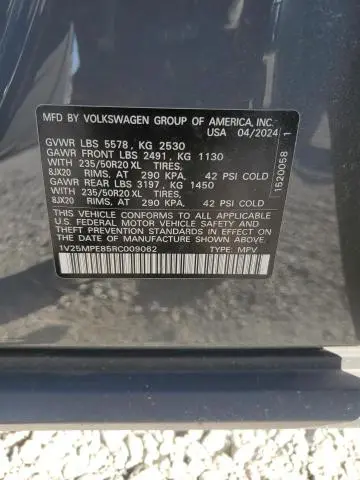 MFD BY VOLKSWAGEN GROUP OF AMERICA, INC.
USA 04/2024
GVWR LBS 5578, KG 2530
GAWR FRONT LBS 2491, KG 1130
WITH 235/50R20 XL TIRES,
8JX20 RIMS, AT 290 KPA, 42 PSI COLD
GAWR REAR LBS 3197, KG 1450
WITH 235/50R20 XL TIRES,
8JX20 RIMS, AT 290 KPA, 42 PSI COLD
THIS VEHICLE CONFORMS TO ALL APPLICABLE
U.S. FEDERAL MOTOR VEHICLE SAFETY AND
THEFT PREVENTION STANDARDS IN EFFECT ON THE
DATE OF MANUFACTURE SHOWN ABOVE.
1V25MPE85RC009062 TYPE: MPV
1520058 1